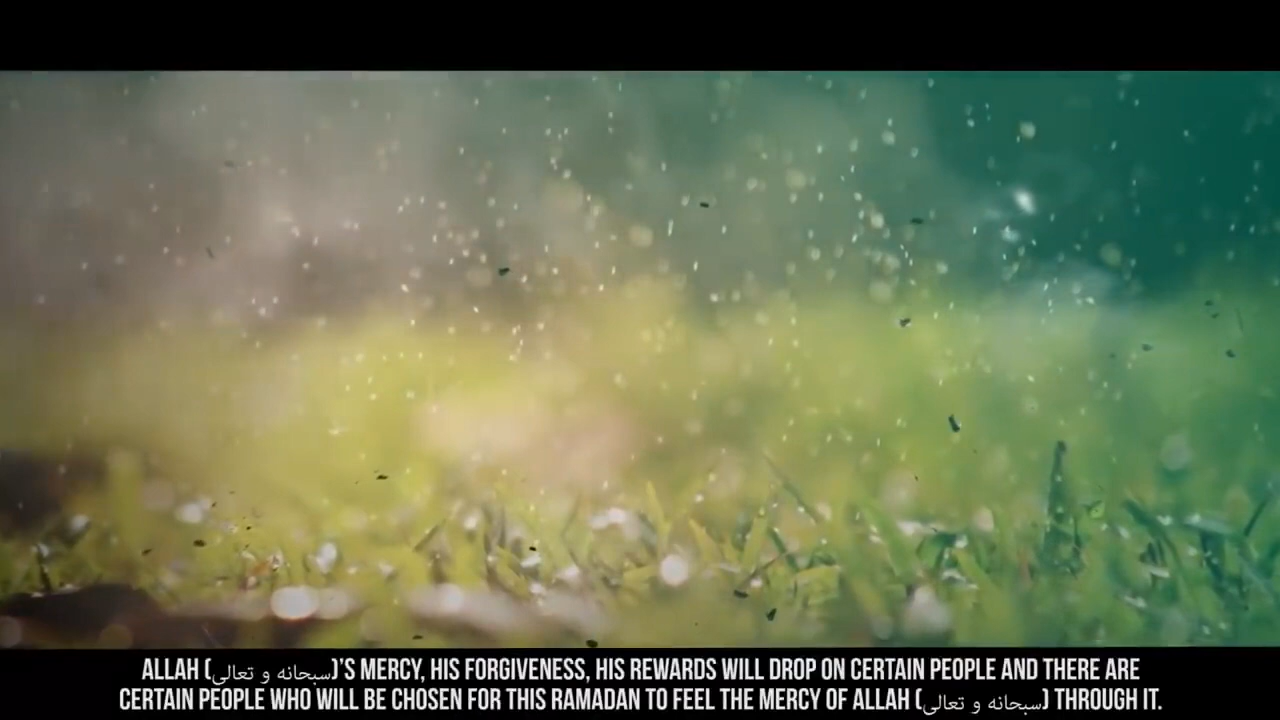 ALLAH (سبحانه و تعالى)'S MERCY, HIS FORGIVENESS, HIS REWARDS WILL DROP ON CERTAIN PEOPLE AND THERE ARE
CERTAIN PEOPLE WHO WILL BE CHOSEN FOR THIS RAMADAN TO FEEL THE MERCY OF ALLAH (سبحانه و تعالى) THROUGH IT.